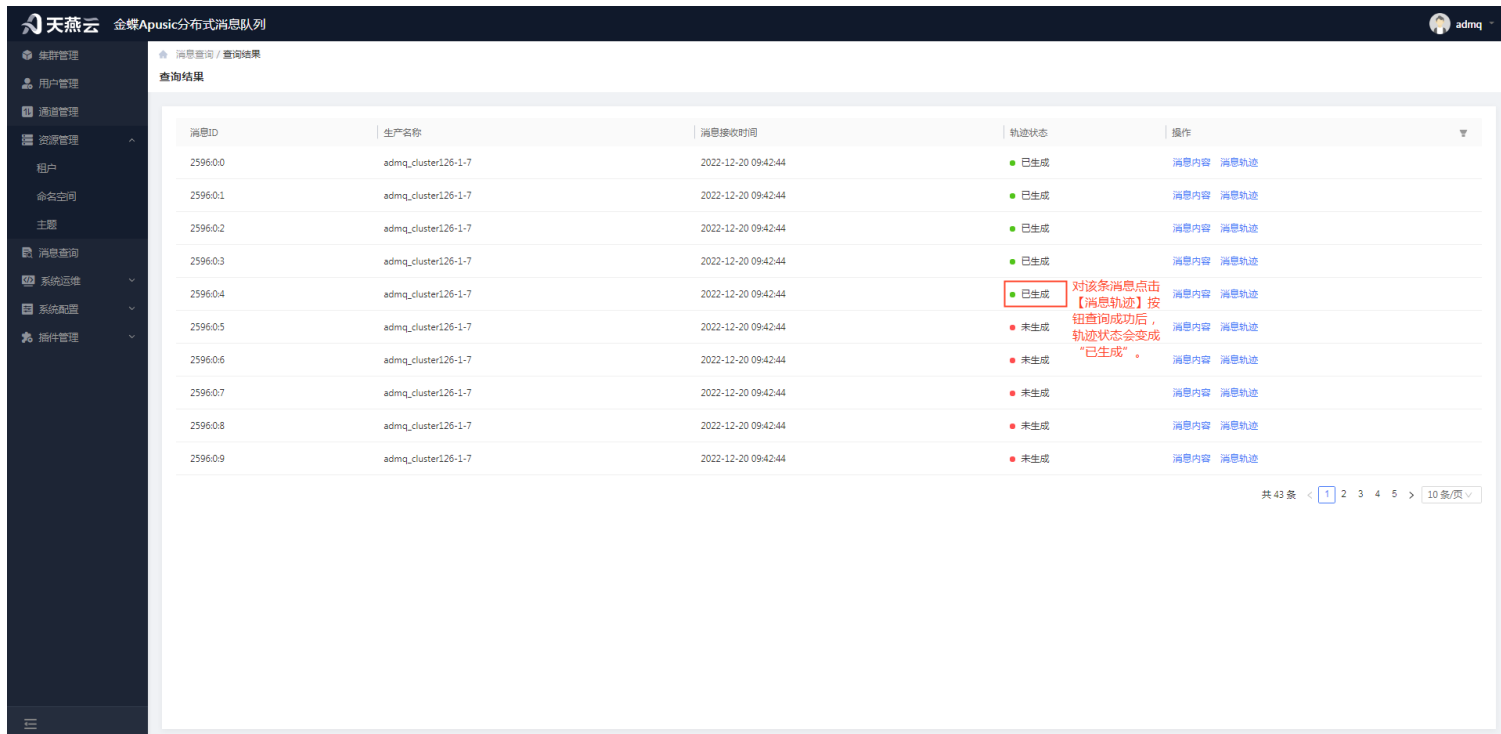 天燕云 金蝶Apusic分布式消息队列
admq
集群管理
用户管理
通道管理
资源管理
租户
命名空间
主题
消息查询
系统运维
系统配置
插件管理
消息查询 / 查询结果
查询结果
消息ID 生产名称 消息接收时间 轨迹状态 操作
2596:0:0 admq_cluster126-1-7 2022-12-20 09:42:44 已生成 消息内容 消息轨迹
2596:0:1 admq_cluster126-1-7 2022-12-20 09:42:44 已生成 消息内容 消息轨迹
2596:0:2 admq_cluster126-1-7 2022-12-20 09:42:44 已生成 消息内容 消息轨迹
2596:0:3 admq_cluster126-1-7 2022-12-20 09:42:44 已生成 消息内容 消息轨迹
2596:0:4 admq_cluster126-1-7 2022-12-20 09:42:44 已生成 消息内容 消息轨迹
2596:0:5 admq_cluster126-1-7 2022-12-20 09:42:44 未生成 消息内容 消息轨迹
2596:0:6 admq_cluster126-1-7 2022-12-20 09:42:44 未生成 消息内容 消息轨迹
2596:0:7 admq_cluster126-1-7 2022-12-20 09:42:44 未生成 消息内容 消息轨迹
2596:0:8 admq_cluster126-1-7 2022-12-20 09:42:44 未生成 消息内容 消息轨迹
2596:0:9 admq_cluster126-1-7 2022-12-20 09:42:44 未生成 消息内容 消息轨迹
对该条消息点击
【消息轨迹】按
钮查询成功后，
轨迹状态会变成
“已生成”。
共 43 条 < 1 2 3 4 5 > 10 条/页